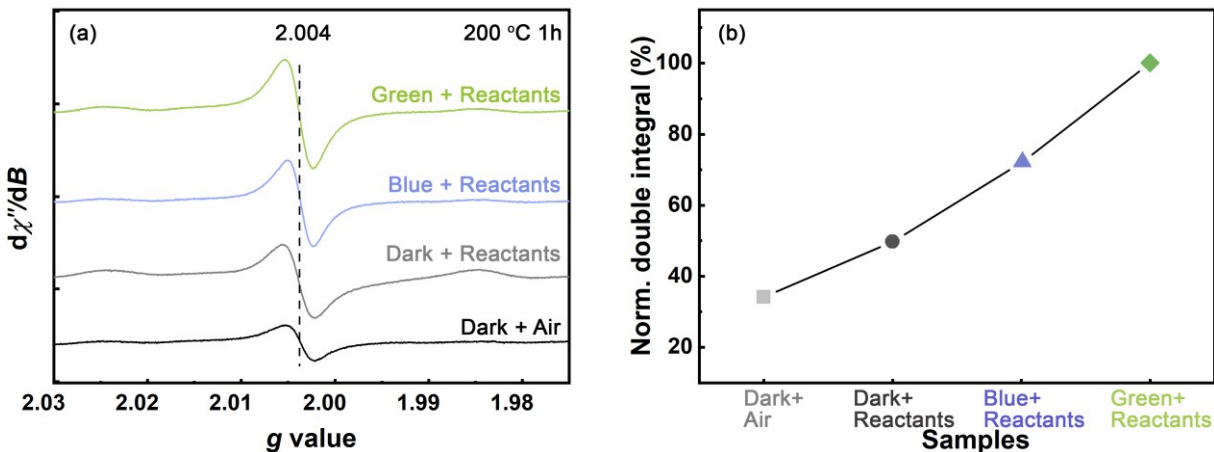 (a)
2.004
200 °C 1h
Green + Reactants
Blue + Reactants
Dark + Reactants
Dark + Air
dχ″/dB
2.03 2.02 2.01 2.00 1.99 1.98
g value
(b)
Norm. double integral (%)
100
80
60
40
20
Dark+ Dark+ Blue+ Green+
Air Reactants Reactants Reactants
Samples